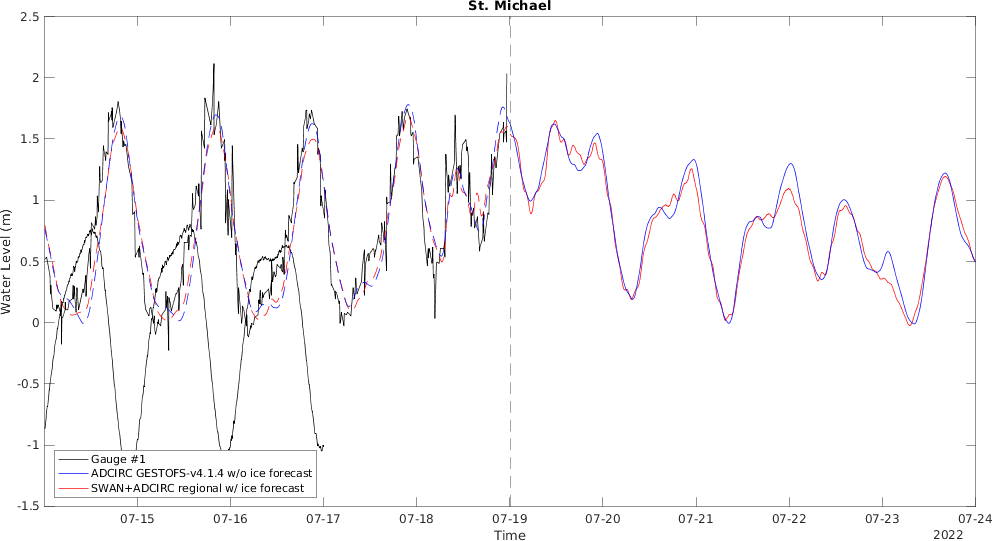 St. Michael
2.5
2
1.5
1
0.5
0
-0.5
-1
-1.5
Water Level (m)
Gauge #1
ADCIRC GESTOFS-v4.1.4 w/o ice forecast
SWAN+ADCIRC regional w/ ice forecast
07-15 07-16 07-17 07-18 07-19 07-20 07-21 07-22 07-23 07-24
Time
2022